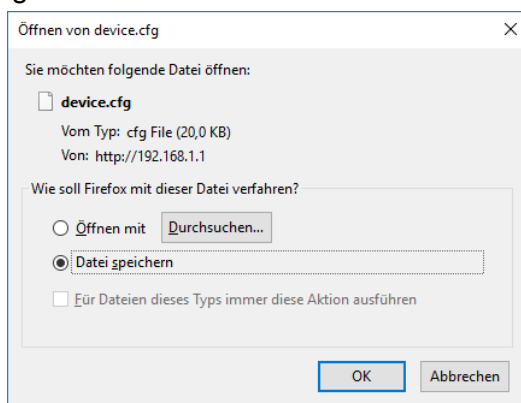 Öffnen von device.cfg
Sie möchten folgende Datei öffnen:
device.cfg
Vom Typ: cfg File (20,0 KB)
Von: http://192.168.1.1
Wie soll Firefox mit dieser Datei verfahren?
Öffnen mit Durchsuchen...
Datei speichern
Für Dateien dieses Typs immer diese Aktion ausführen
OK Abbrechen